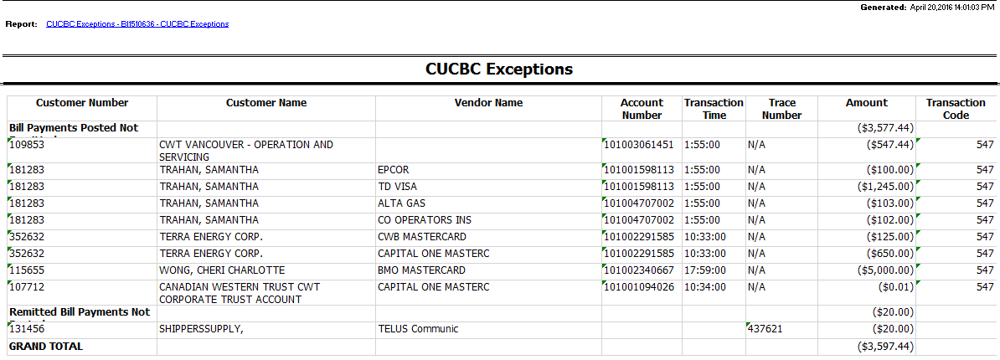 Generated: April 20,2016 14:01:03 PM
Report: CUCBC Exceptions - BI1510636 - CUCBC Exceptions
CUCBC Exceptions
Customer Number Customer Name Vendor Name Account Number Transaction Time Trace Number Amount Transaction Code
Bill Payments Posted Not ($3,577.44)
109853 CWT VANCOUVER - OPERATION AND SERVICING 101003061451 1:55:00 N/A ($547.44) 547
181283 TRAHAN, SAMANTHA EPCOR 101001598113 1:55:00 N/A ($100.00) 547
181283 TRAHAN, SAMANTHA TD VISA 101001598113 1:55:00 N/A ($1,245.00) 547
181283 TRAHAN, SAMANTHA ALTA GAS 101004707002 1:55:00 N/A ($103.00) 547
181283 TRAHAN, SAMANTHA CO OPERATORS INS 101004707002 1:55:00 N/A ($102.00) 547
352632 TERRA ENERGY CORP. CWB MASTERCARD 101002291585 10:33:00 N/A ($125.00) 547
352632 TERRA ENERGY CORP. CAPITAL ONE MASTERC 101002291585 10:33:00 N/A ($650.00) 547
115655 WONG, CHERI CHARLOTTE BMO MASTERCARD 101002340667 17:59:00 N/A ($5,000.00) 547
107712 CANADIAN WESTERN TRUST CWT CORPORATE TRUST ACCOUNT CAPITAL ONE MASTERC 101001094026 10:34:00 N/A ($0.01) 547
Remitted Bill Payments Not ($20.00)
131456 SHIPPERSSUPPLY, TELUS Communic 437621 ($20.00) 547
GRAND TOTAL ($3,597.44)